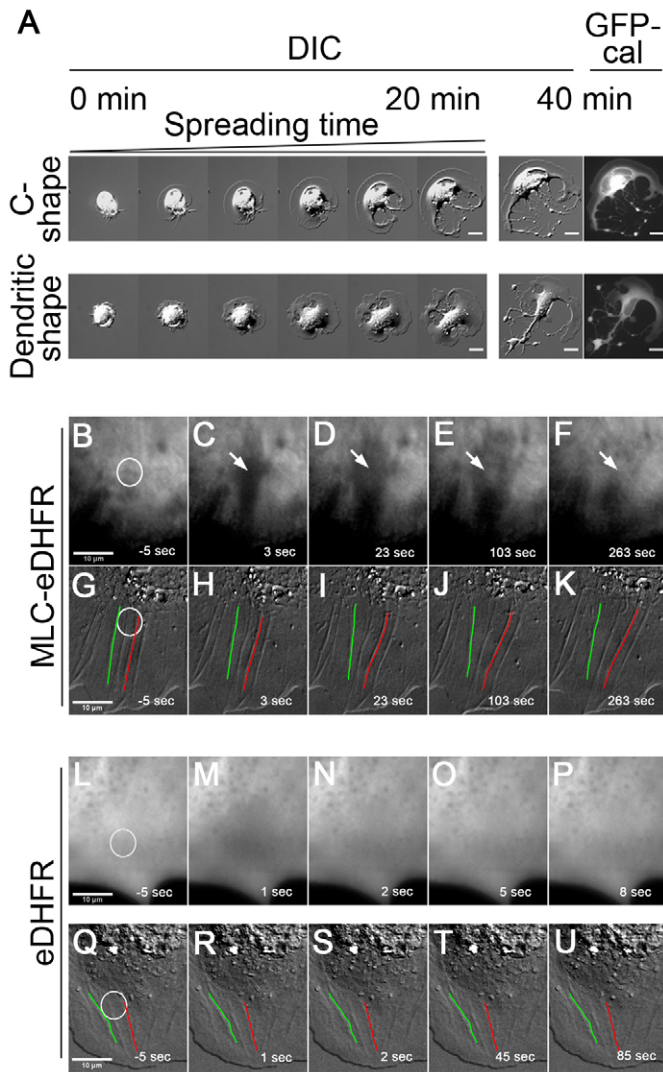 A
DIC
GFP-
cal
0 min
20 min
40 min
Spreading time
C-
shape
Dendritic
shape
MLC-eDHFR
B
10 µm
-5 sec
C
3 sec
D
23 sec
E
103 sec
F
263 sec
G
10 µm
-5 sec
H
3 sec
I
23 sec
J
103 sec
K
263 sec
eDHFR
L
10 µm
-5 sec
M
1 sec
N
2 sec
O
5 sec
P
8 sec
Q
10 µm
-5 sec
R
1 sec
S
2 sec
T
45 sec
U
85 sec